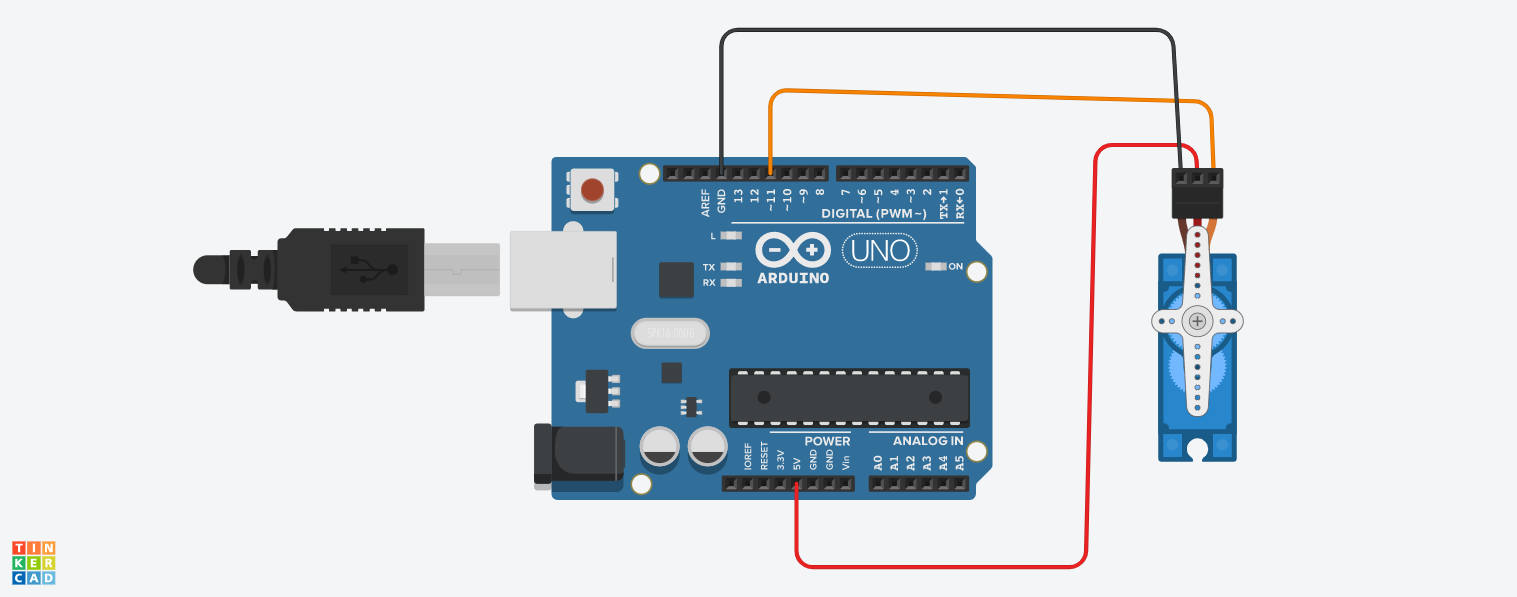 AREF
GND
13
12
~11
~10
~9
8
7
~6
~5
4
~3
2
TX→1
RX←0
DIGITAL (PWM~)
L
TX
RX
ARDUINO
UNO
ON
SPK16.000G
POWER
ANALOG IN
IOREF
RESET
3.3V
5V
GND
GND
Vin
A0
A1
A2
A3
A4
A5
TIN
KER
CAD